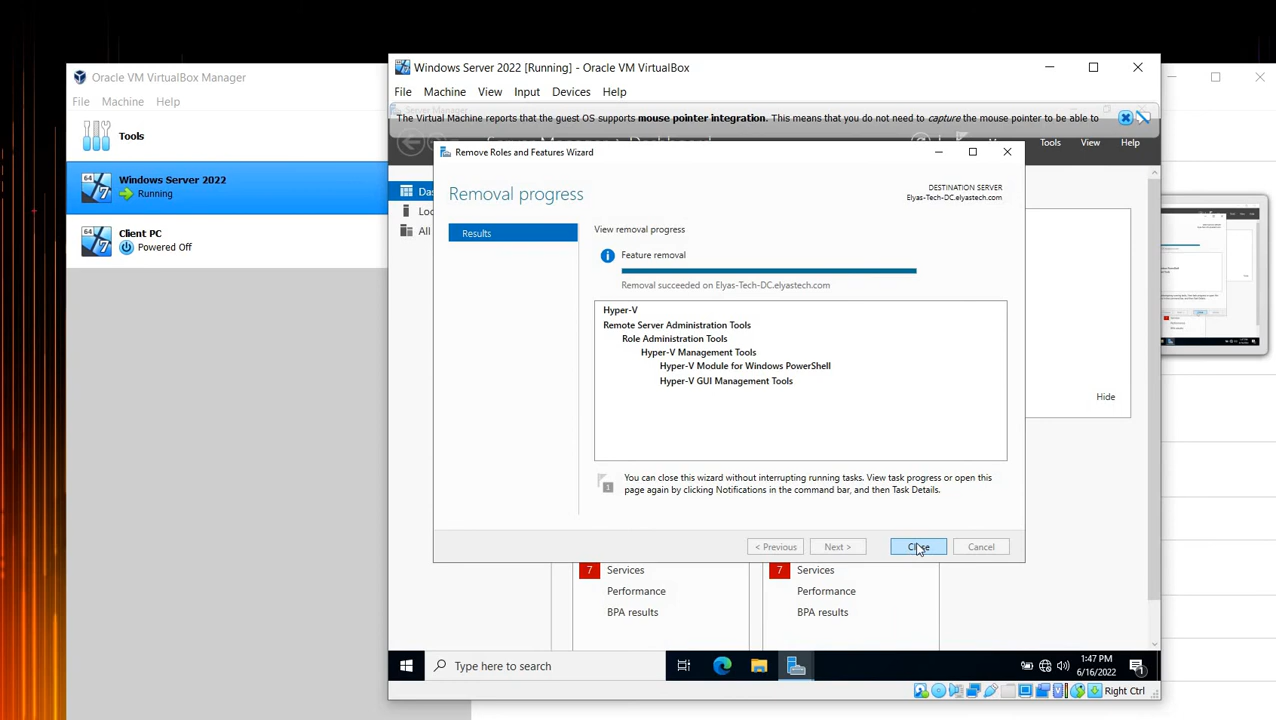 Oracle VM VirtualBox Manager
File Machine Help
Tools
64
Windows Server 2022
Running
64
Client PC
Powered Off
Windows Server 2022 [Running] - Oracle VM VirtualBox
File Machine View Input Devices Help
The Virtual Machine reports that the guest OS supports mouse pointer integration. This means that you do not need to capture the mouse pointer to be able to
Tools View Help
Remove Roles and Features Wizard
Removal progress
DESTINATION SERVER
Elyas-Tech-DC.elyastech.com
Results
View removal progress
Feature removal
Removal succeeded on Elyas-Tech-DC.elyastech.com
Hyper-V
Remote Server Administration Tools
Role Administration Tools
Hyper-V Management Tools
Hyper-V Module for Windows PowerShell
Hyper-V GUI Management Tools
You can close this wizard without interrupting running tasks. View task progress or open this
page again by clicking Notifications in the command bar, and then Task Details.
1
< Previous Next > Close Cancel
Das
Loc
All
Hide
7 Services
Performance
BPA results
7 Services
Performance
BPA results
Type here to search
1:47 PM
6/16/2022
1
Right Ctrl